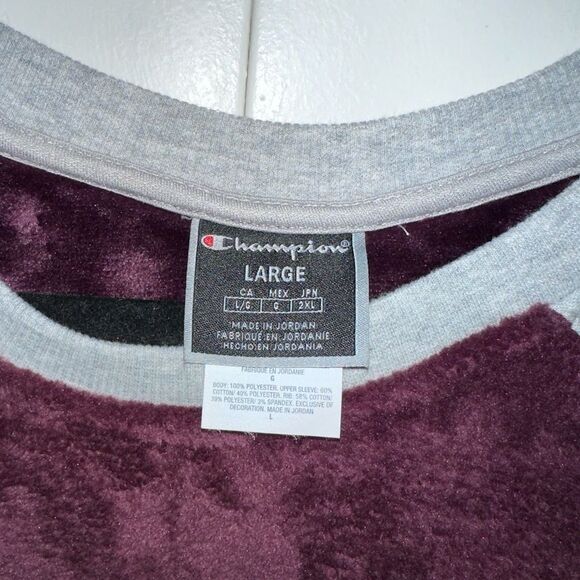 Champion®
LARGE
CA MEX JPN
L/G G 2XL
MADE IN JORDAN
FABRIQUÉ EN JORDANIE
HECHO EN JORDANIA
FABRIQUE EN JORDANIE
G
BODY: 100% POLYESTER. UPPER SLEEVE: 60%
COTTON/ 40% POLYESTER. RIB: 58% COTTON/
39% POLYESTER/ 3% SPANDEX. EXCLUSIVE OF
DECORATION. MADE IN JORDAN
L